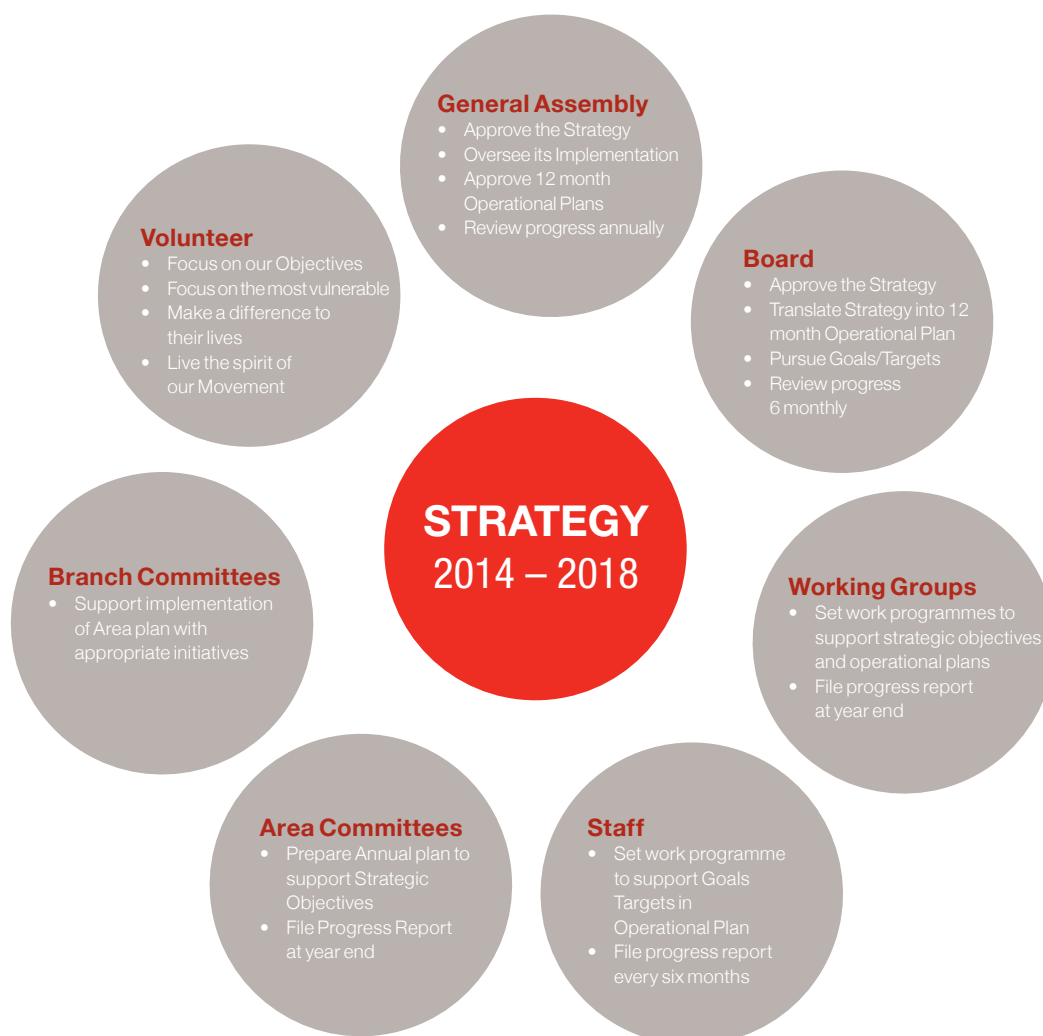 General Assembly
• Approve the Strategy
• Oversee its Implementation
• Approve 12 month
Operational Plans
• Review progress annually
Board
• Approve the Strategy
• Translate Strategy into 12
month Operational Plan
• Pursue Goals/Targets
• Review progress
6 monthly
Working Groups
• Set work programmes to
support strategic objectives
and operational plans
• File progress report
at year end
Staff
• Set work programme
to support Goals
Targets in
Operational Plan
• File progress report
every six months
Area Committees
• Prepare Annual plan to
support Strategic
Objectives
• File Progress Report
at year end
Branch Committees
• Support implementation
of Area plan with
appropriate initiatives
Volunteer
• Focus on our Objectives
• Focus on the most vulnerable
• Make a difference to
their lives
• Live the spirit of
our Movement
STRATEGY
2014 – 2018